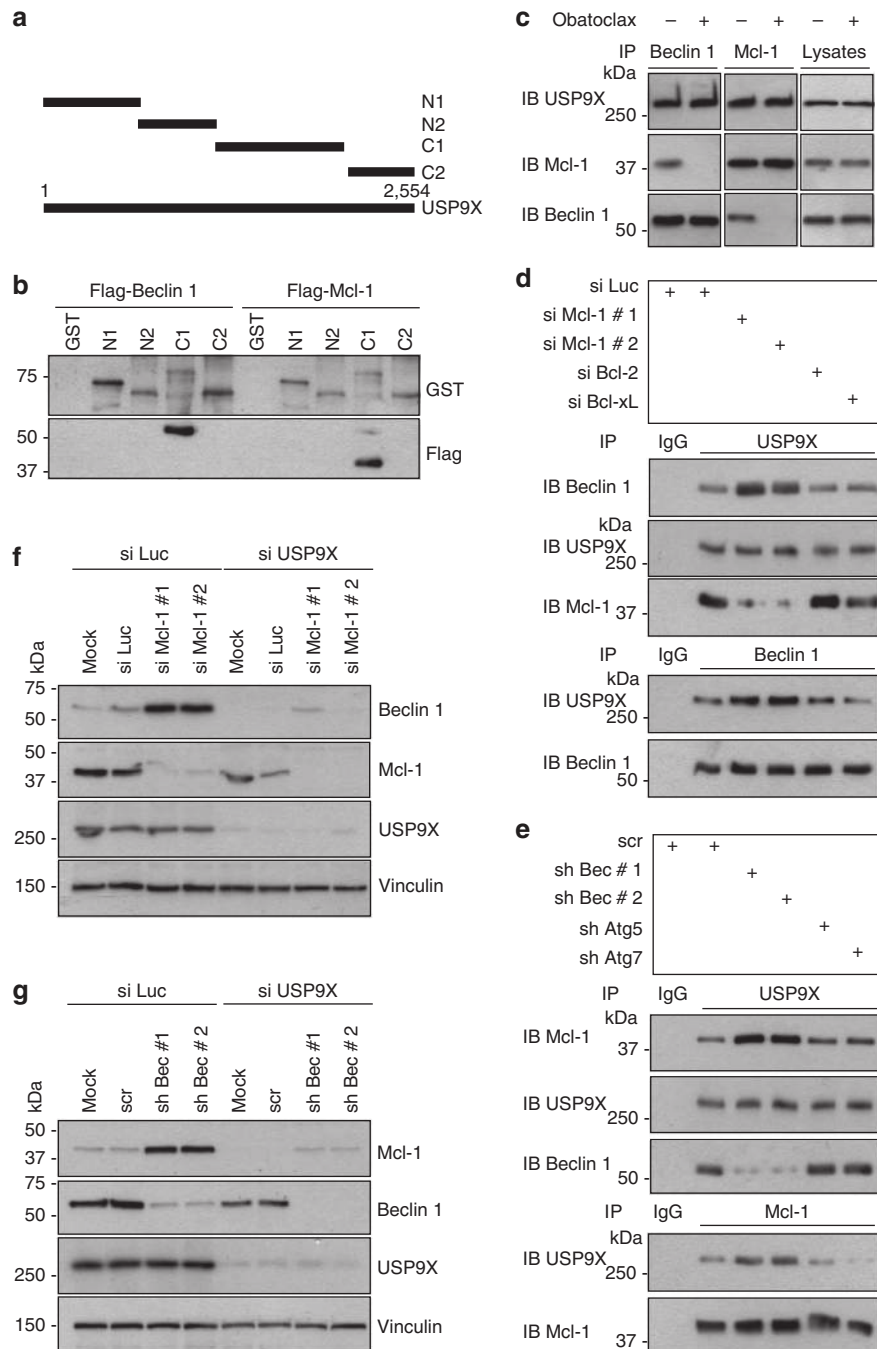 a
N1
N2
C1
C2
1 2,554
USP9X
b
Flag-Beclin 1 Flag-Mcl-1
GST N1 N2 C1 C2 GST N1 N2 C1 C2
75 -
GST
50 -
37 -
Flag
c
Obatoclax – + – + – +
IP Beclin 1 Mcl-1 Lysates
kDa
IB USP9X
250 -
IB Mcl-1 37 -
IB Beclin 1
50 -
d
si Luc + +
si Mcl-1 # 1 +
si Mcl-1 # 2 +
si Bcl-2 +
si Bcl-xL +
IP IgG USP9X
IB Beclin 1
kDa
IB USP9X
250 -
IB Mcl-1 37 -
IP IgG Beclin 1
kDa
IB USP9X
250 -
IB Beclin 1
50 -
e
scr + +
sh Bec # 1 +
sh Bec # 2 +
sh Atg5 +
sh Atg7 +
IP IgG USP9X
kDa
IB Mcl-1
37 -
IB USP9X
250 -
IB Beclin 1
50 -
IP IgG Mcl-1
kDa
IB USP9X
250 -
IB Mcl-1
37 -
f
si Luc si USP9X
kDa Mock si Luc si Mcl-1 #1 si Mcl-1 #2 Mock si Luc si Mcl-1 #1 si Mcl-1 # 2
75 -
Beclin 1
50 -
50 -
Mcl-1
37 -
USP9X
250 -
150 - Vinculin
g
si Luc si USP9X
kDa Mock scr sh Bec #1 sh Bec # 2 Mock scr sh Bec # 1 sh Bec # 2
50 -
Mcl-1
37 -
75 -
Beclin 1
50 -
USP9X
250 -
150 - Vinculin